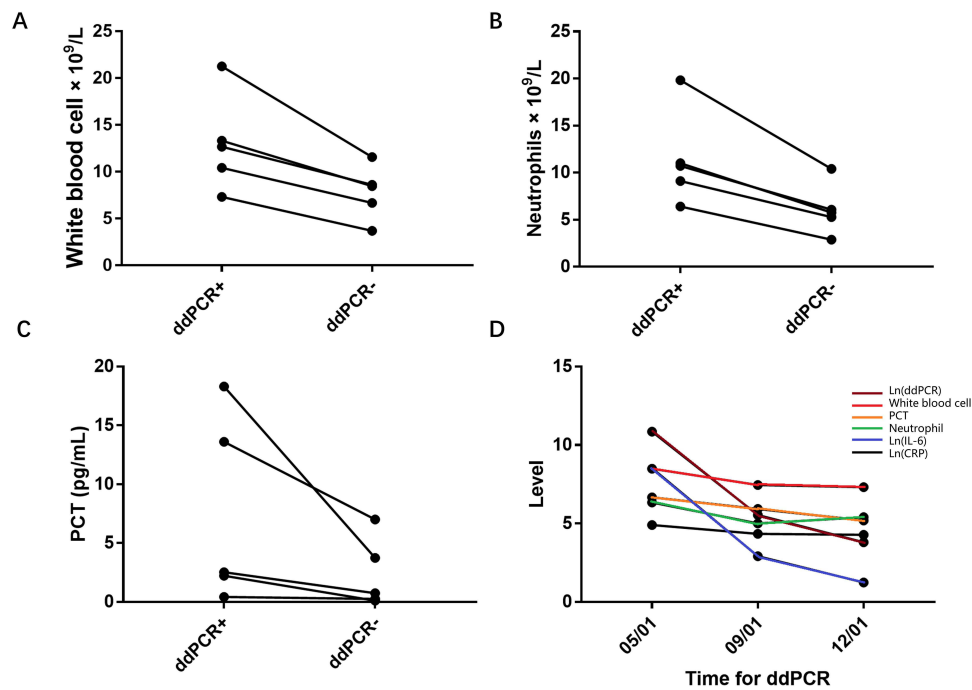 A
White blood cell × 10⁹/L
25
20
15
10
5
0
ddPCR+
ddPCR-
B
Neutrophils × 10⁹/L
25
20
15
10
5
0
ddPCR+
ddPCR-
C
PCT (pg/mL)
20
15
10
5
0
ddPCR+
ddPCR-
D
Level
15
10
5
0
Ln(ddPCR)
White blood cell
PCT
Neutrophil
Ln(IL-6)
Ln(CRP)
05/01
09/01
12/01
Time for ddPCR